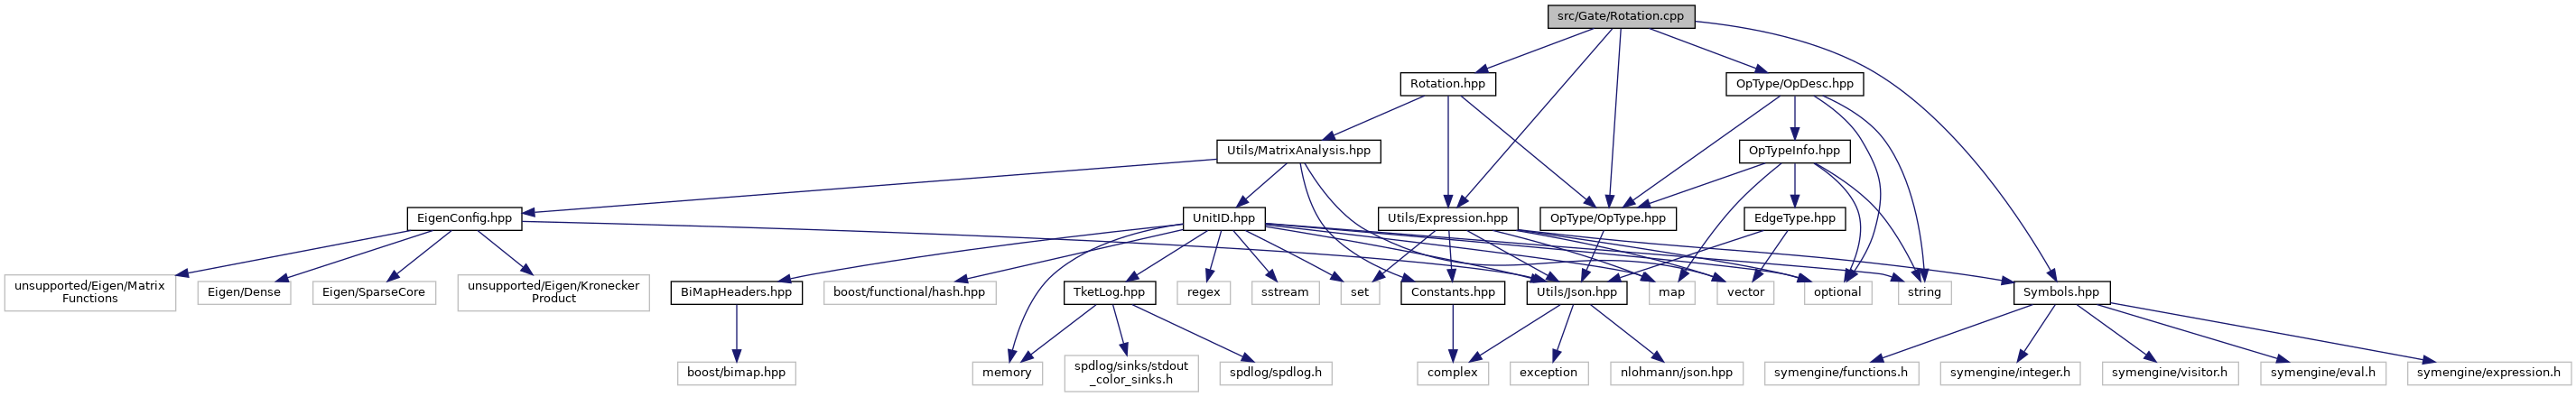 src/Gate/Rotation.cpp
Rotation.hpp
OpType/OpDesc.hpp
Utils/MatrixAnalysis.hpp
OpTypeInfo.hpp
EigenConfig.hpp
UnitID.hpp
Utils/Expression.hpp
OpType/OpType.hpp
EdgeType.hpp
unsupported/Eigen/Matrix
Functions
Eigen/Dense
Eigen/SparseCore
unsupported/Eigen/Kronecker
Product
BiMapHeaders.hpp
boost/functional/hash.hpp
TketLog.hpp
regex
sstream
set
Constants.hpp
Utils/Json.hpp
map
vector
optional
string
Symbols.hpp
boost/bimap.hpp
memory
spdlog/sinks/stdout
_color_sinks.h
spdlog/spdlog.h
complex
exception
nlohmann/json.hpp
symengine/functions.h
symengine/integer.h
symengine/visitor.h
symengine/eval.h
symengine/expression.h